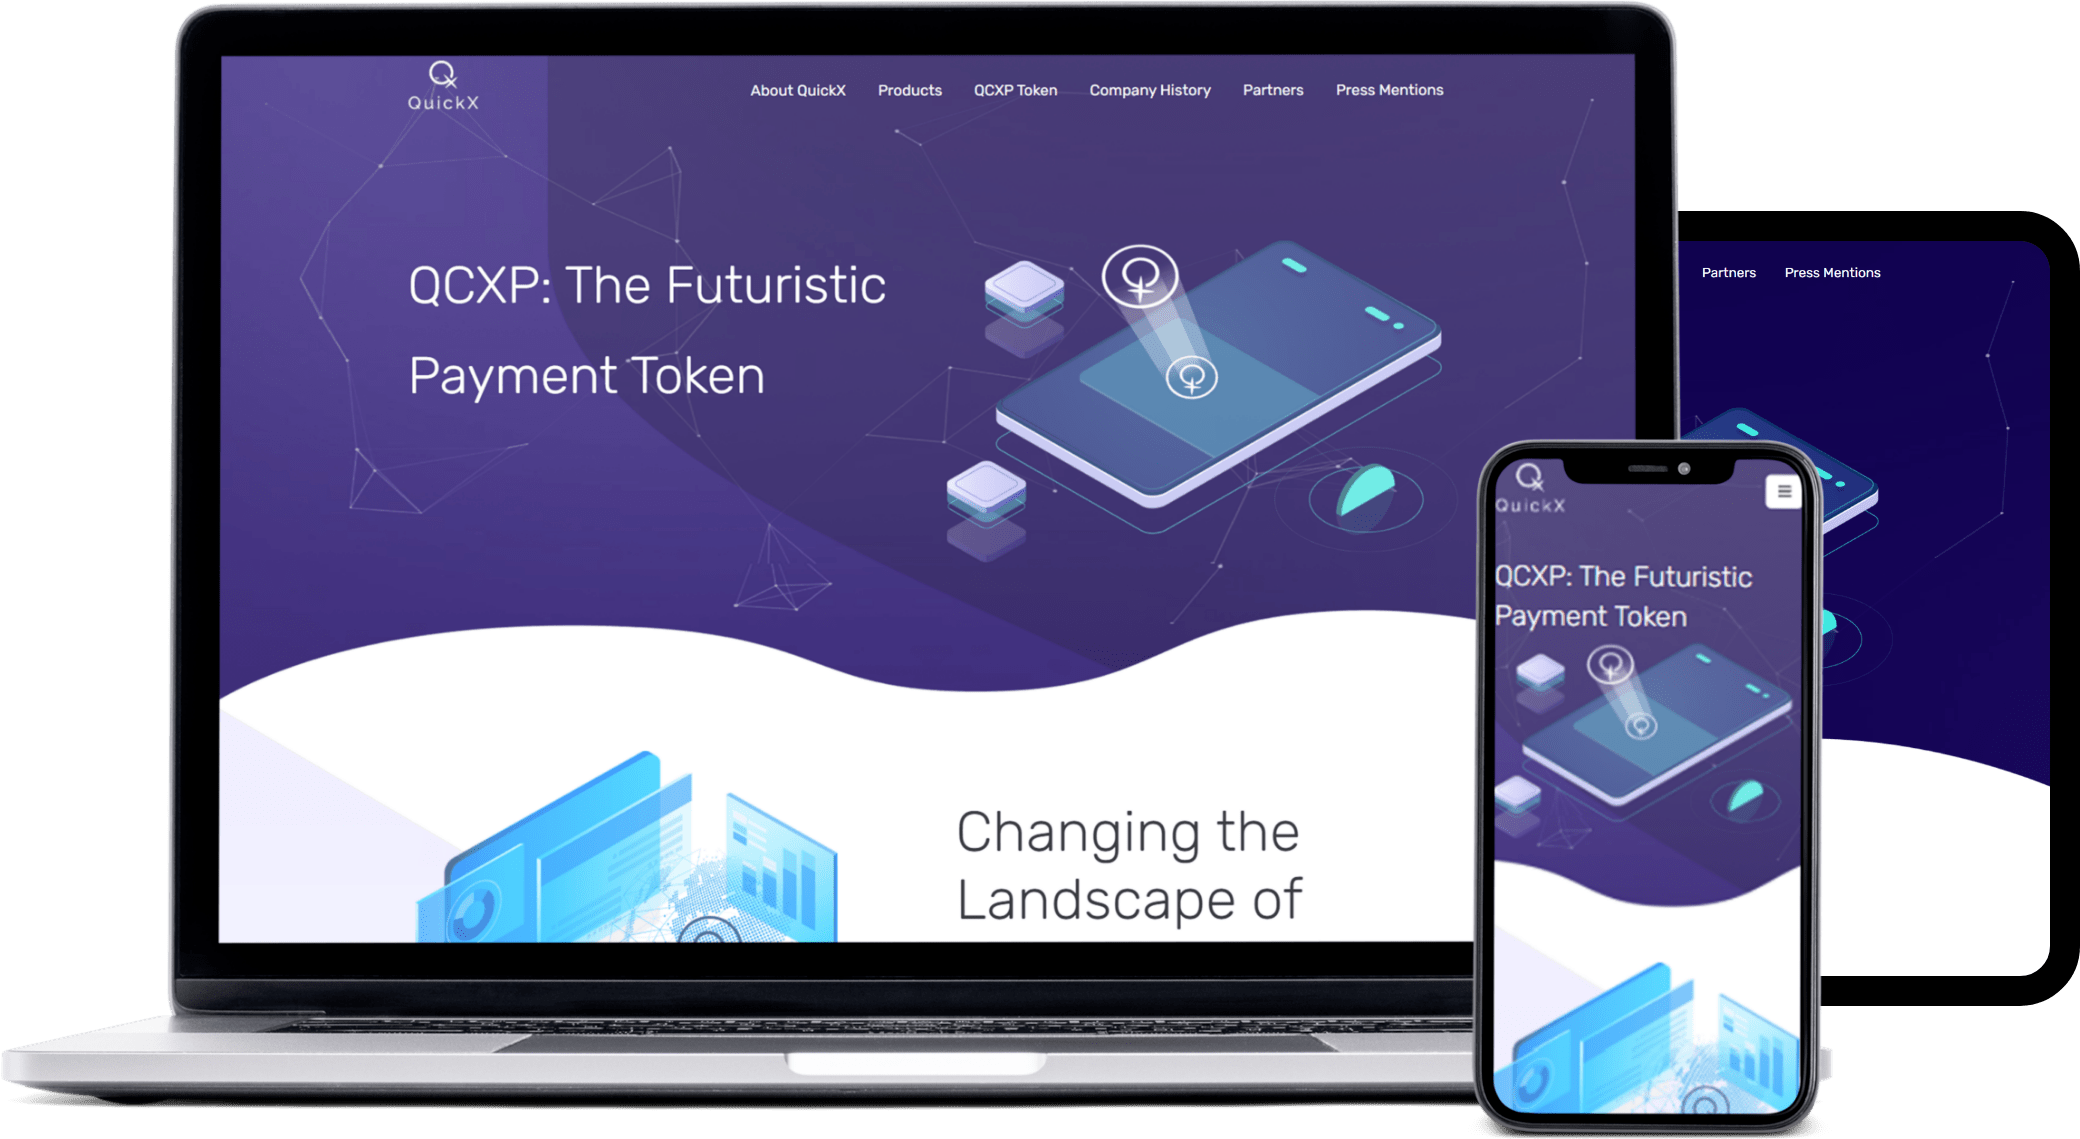 QuickX
About QuickX Products QCXP Token Company History Partners Press Mentions
QCXP: The Futuristic
Payment Token
Changing the
Landscape of
Partners Press Mentions
QuickX
QCXP: The Futuristic
Payment Token